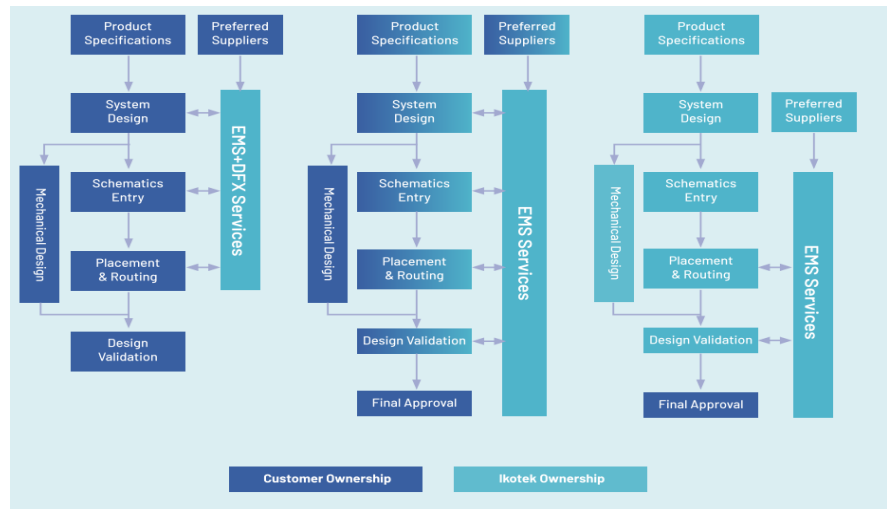 Product
Specifications
Preferred
Suppliers
System
Design
EMS+DFX Services
Mechanical Design
Schematics
Entry
Placement
& Routing
Design
Validation
Product
Specifications
Preferred
Suppliers
System
Design
Mechanical Design
Schematics
Entry
EMS Services
Placement
& Routing
Design Validation
Final Approval
Product
Specifications
System
Design
Preferred
Suppliers
Mechanical Design
Schematics
Entry
EMS Services
Placement
& Routing
Design Validation
Final Approval
Customer Ownership
Ikotek Ownership